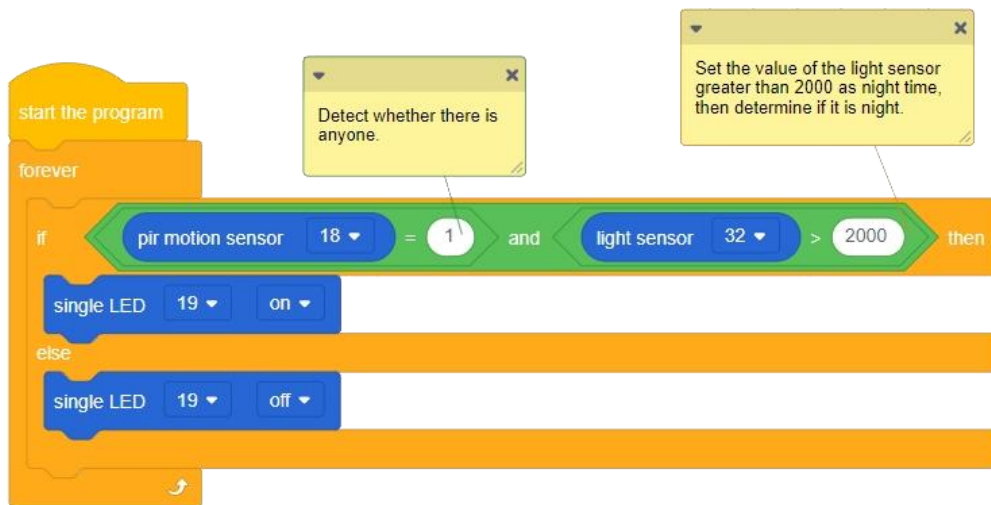 Set the value of the light sensor
greater than 2000 as night time,
then determine if it is night.
Detect whether there is
anyone.
start the program
forever
if pir motion sensor 18 = 1 and light sensor 32 > 2000 then
single LED 19 on
else
single LED 19 off